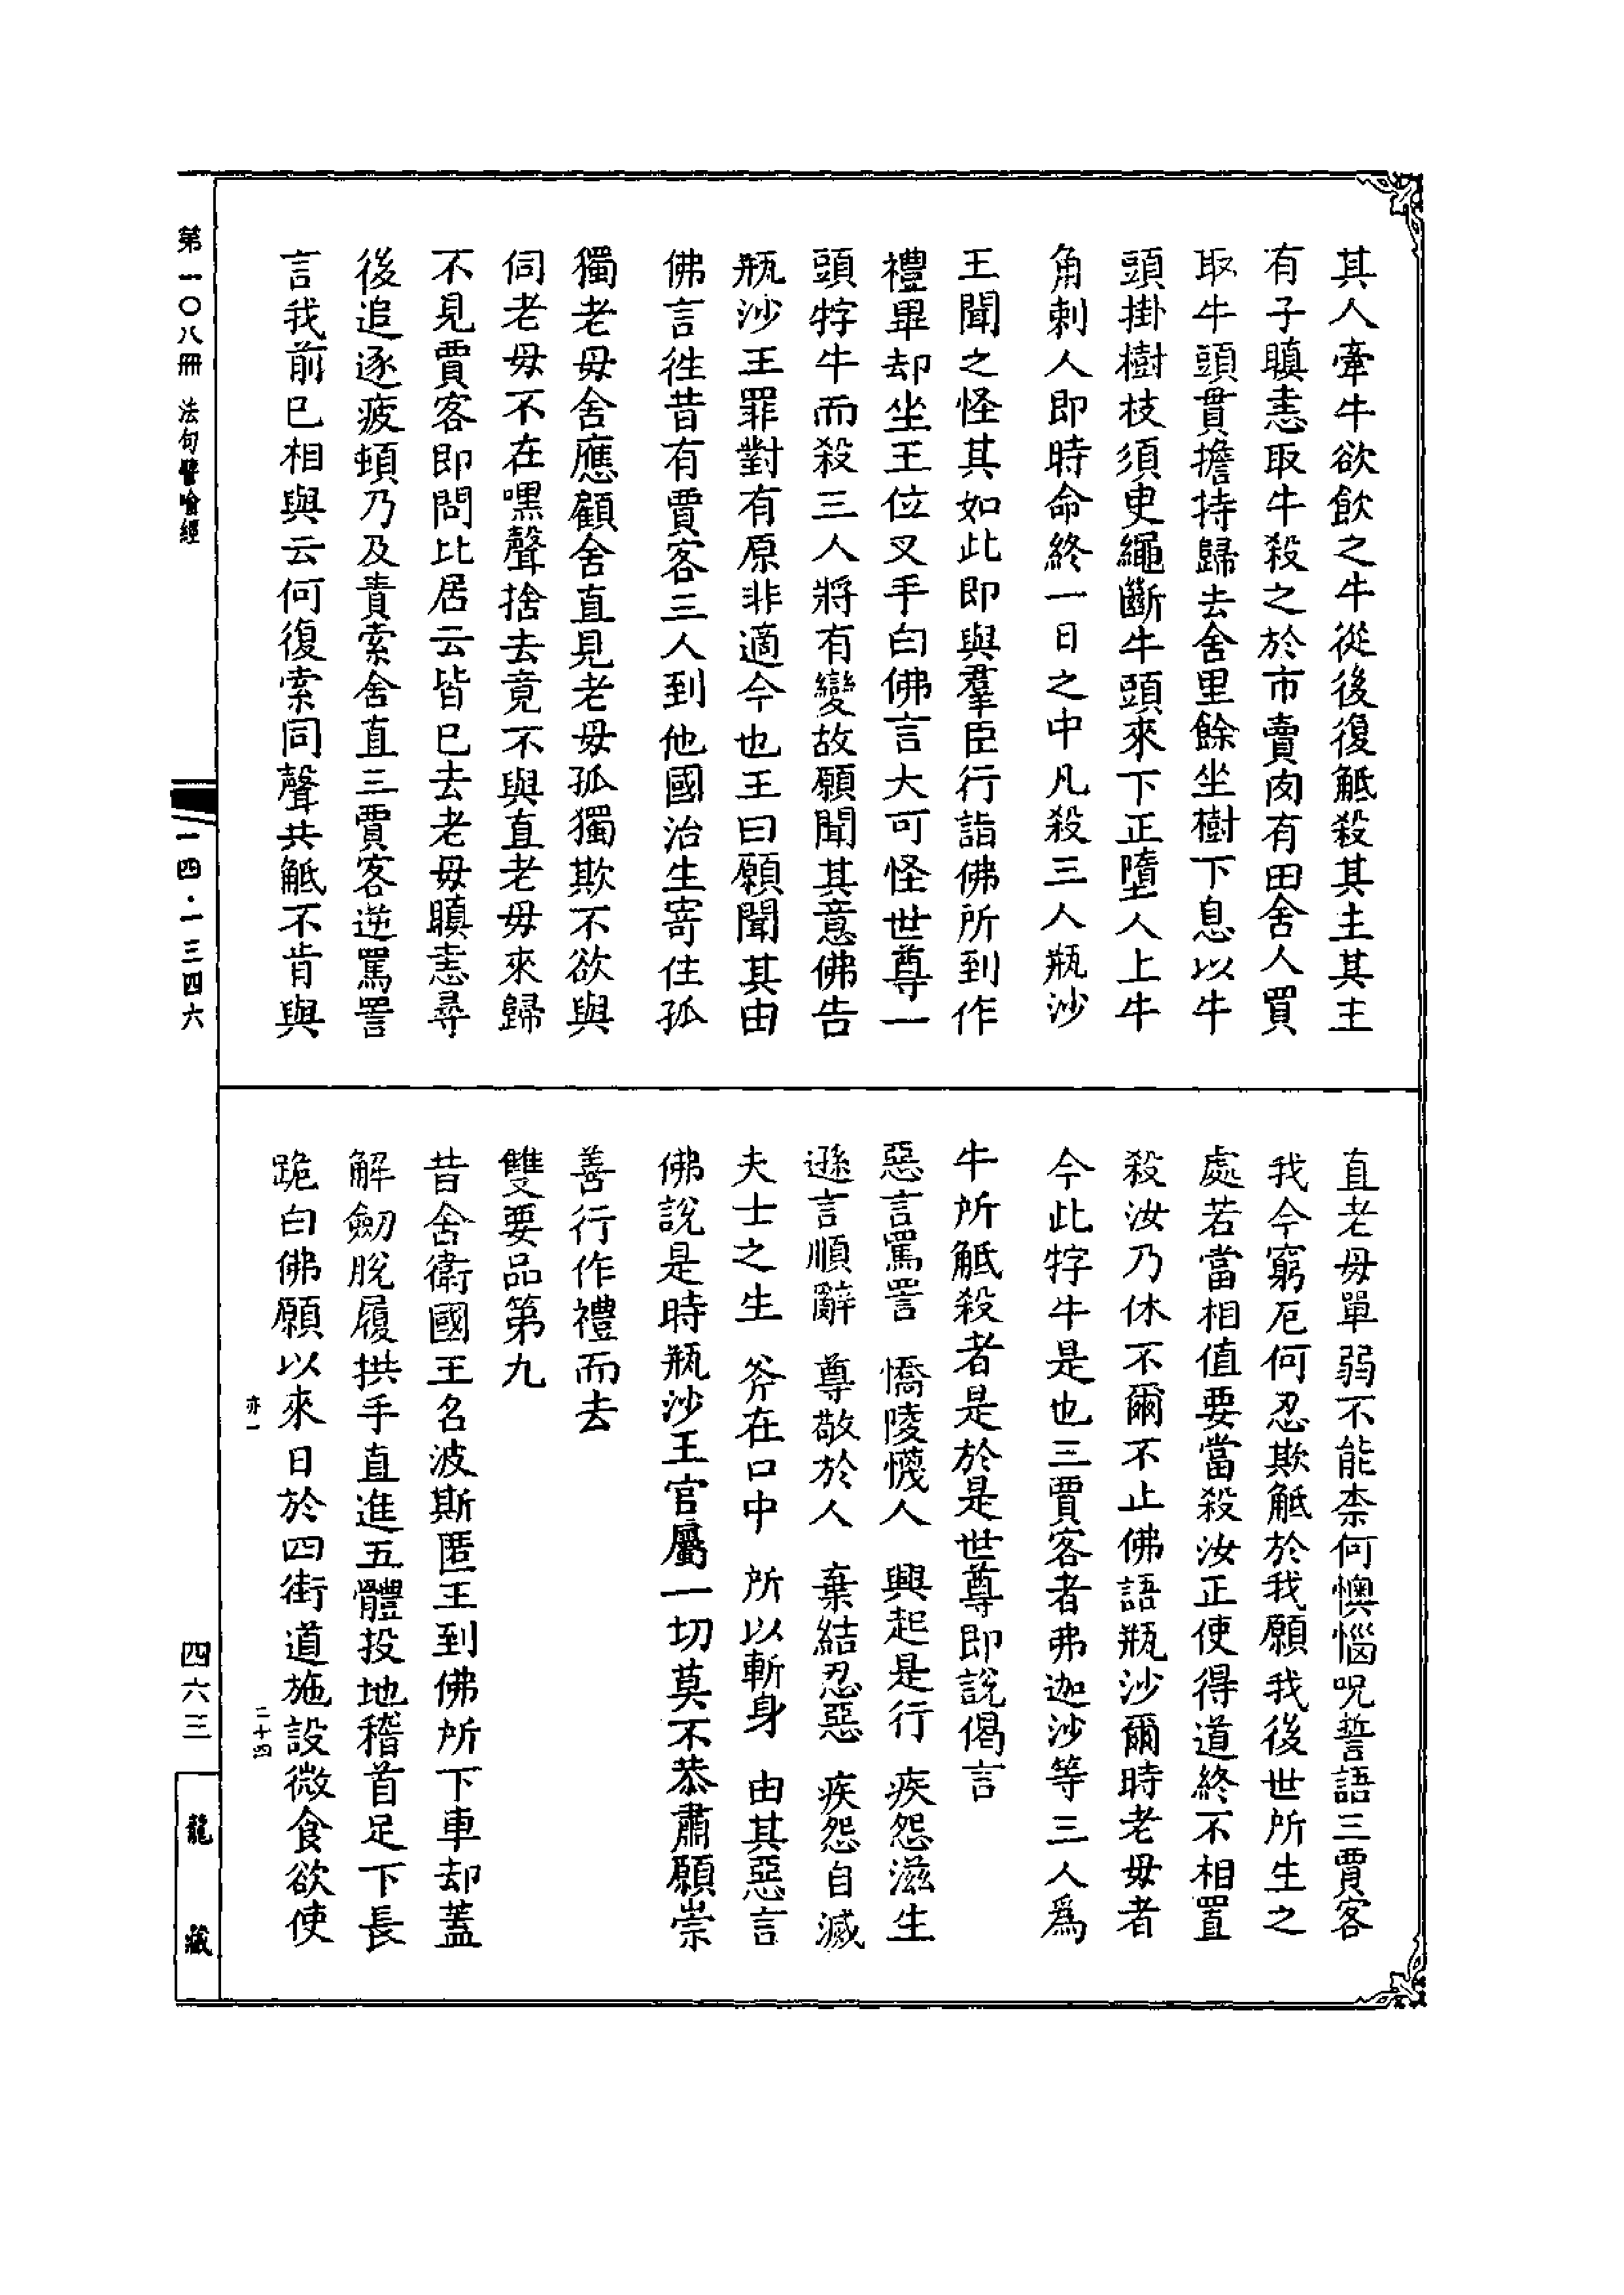 其人牽牛欲飲之牛從後復觝殺其主其主
有子瞋恚取牛殺之於市賣肉有田舍人買
取牛頭貫擔持歸去舍里餘坐樹下息以牛
頭掛樹枝須臾繩斷牛頭來下正墮人上牛
角刺人即時命終一日之中凡殺三人瓶沙
王聞之怪其如此即與羣臣行詣佛所到作
禮畢却坐王位叉手白佛言大可怪世尊一
頭牸牛而殺三人將有變故願聞其意佛告
瓶沙王罪對有原非適今也王曰願聞其由
佛言徃昔有賈客三人到他國治生寄住孤
獨老母舍應顧舍直見老母孤獨欺不欲與
伺老母不在嘿聲捨去竟不與直老母來歸
不見賈客即問比居云皆已去老母瞋恚尋
後追逐疲頓乃及責索舍直三賈客逆罵詈
言我前已相與云何復索同聲共觝不肯與
直老母單弱不能柰何懊惱呪誓語三賈客
我今窮厄何忍欺觝於我願我後世所生之
處若當相值要當殺汝正使得道終不相置
殺汝乃休不爾不止佛語瓶沙爾時老母者
今此牸牛是也三賈客者弗迦沙等三人爲
牛所觝殺者是於是世尊即說偈言
惡言罵詈　憍陵懱人　興起是行　疾怨滋生
遜言順辭　尊敬於人　棄結忍惡　疾怨自滅
夫士之生　斧在口中　所以斬身　由其惡言
佛說是時瓶沙王官屬一切莫不恭肅願崇
善行作禮而去
雙要品第九
昔舍衛國王名波斯匿王到佛所下車却蓋
解劒脫履拱手直進五體投地稽首足下長
跪白佛願以來日於四街道施設微食欲使
亦一　二十四
第一〇八冊　法句譬喻經
一四·一三四六
四六三
龍藏